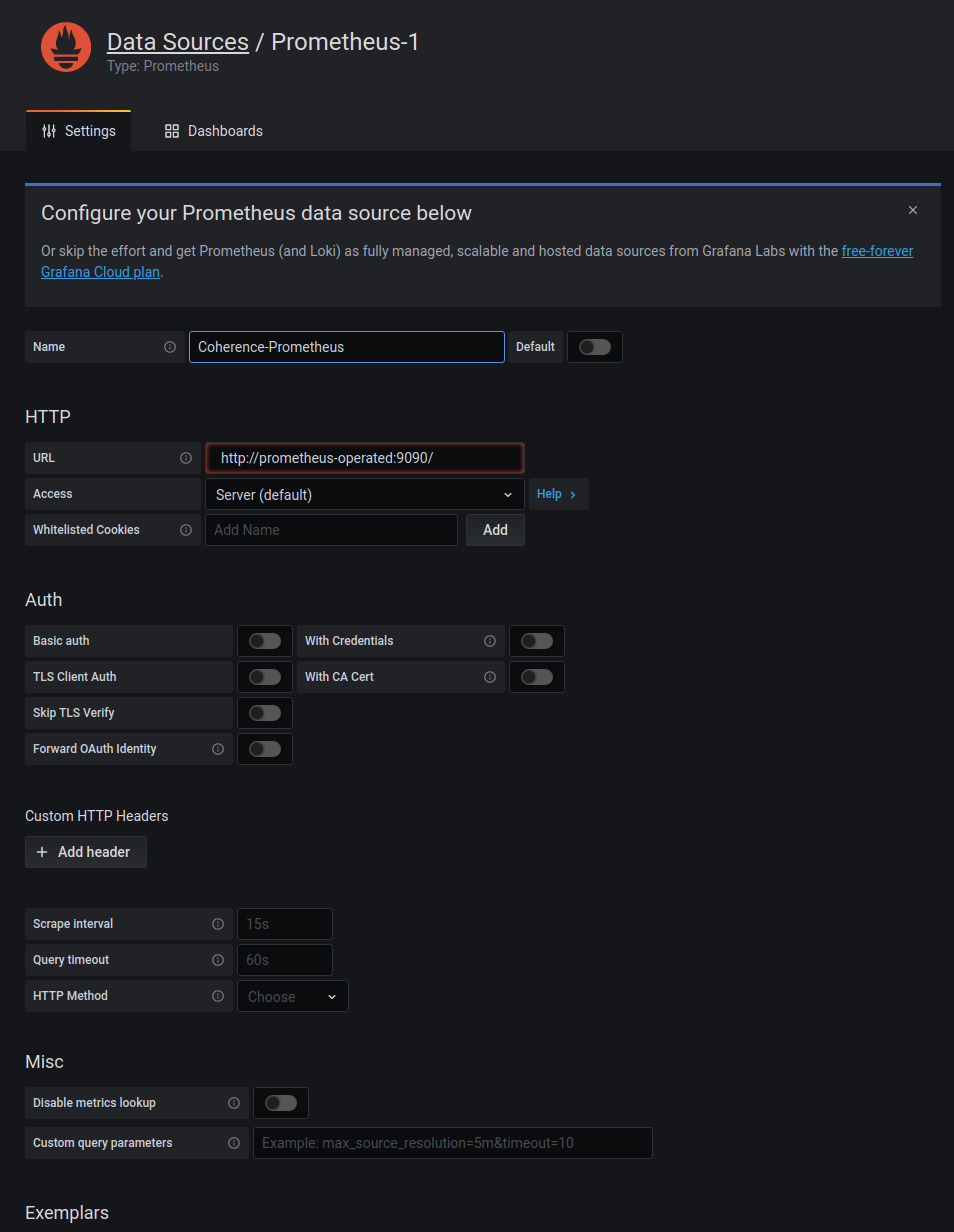 Data Sources / Prometheus-1
Type: Prometheus
Settings
Dashboards
Configure your Prometheus data source below
Or skip the effort and get Prometheus (and Loki) as fully managed, scalable and hosted data sources from Grafana Labs with the free-forever
Grafana Cloud plan.
Name
Coherence-Prometheus
Default
HTTP
URL
http://prometheus-operated:9090/
Access
Server (default)
Help
Whitelisted Cookies
Add Name
Add
Auth
Basic auth
With Credentials
TLS Client Auth
With CA Cert
Skip TLS Verify
Forward OAuth Identity
Custom HTTP Headers
Add header
Scrape interval
15s
Query timeout
60s
HTTP Method
Choose
Misc
Disable metrics lookup
Custom query parameters
Example: max_source_resolution=5m&timeout=10
Exemplars